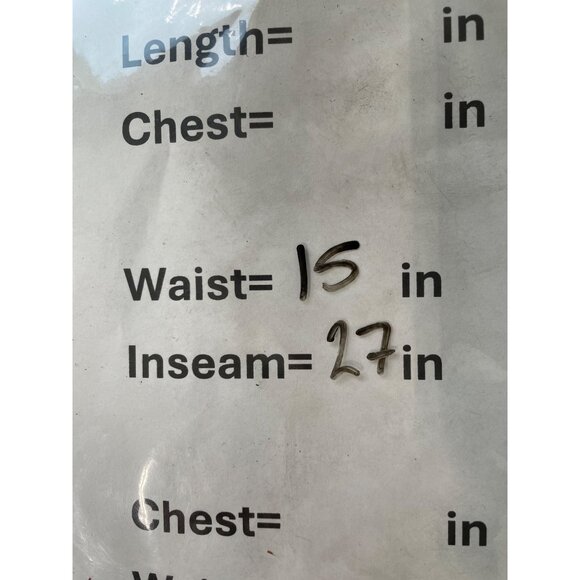 Length= in
Chest= in
Waist= 15 in
Inseam= 27 in
Chest= in